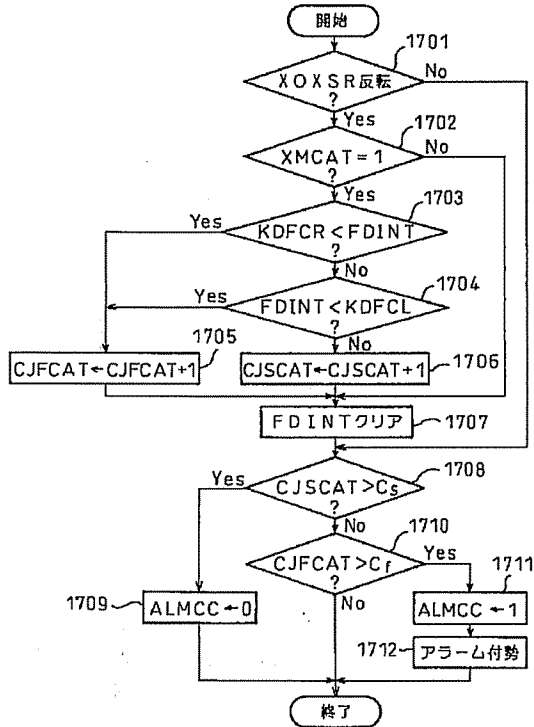 開始
1701
XOXSR反転
?
No
Yes
1702
XMCAT=1
?
No
Yes
1703
KDFCR<FDINT
?
Yes
No
1704
FDINT<KDFCL
?
Yes
No
1705
CJFCAT←CJFCAT+1
CJSCAT←CJSCAT+1
1706
FDINTクリア
1707
1708
CJSCAT>Cs
?
Yes
No
1710
CJFCAT>Cf
?
Yes
No
1709
ALMCC←0
1711
ALMCC←1
1712
アラーム付勢
終了